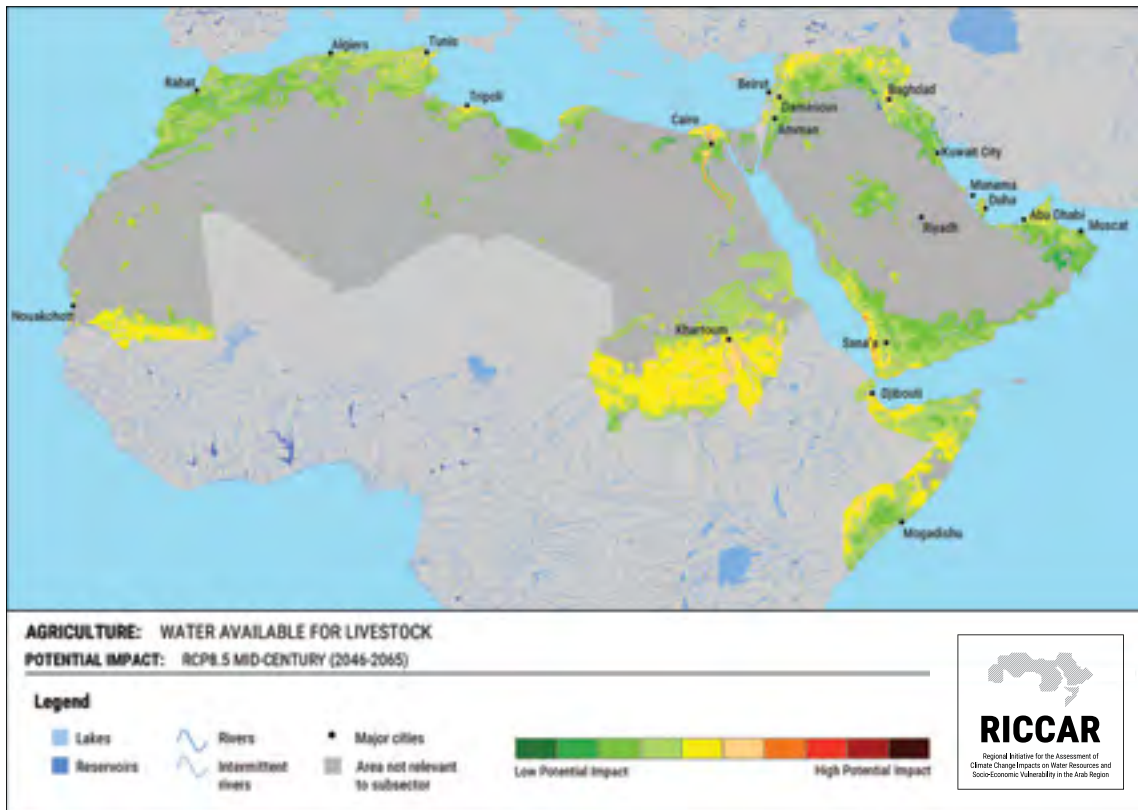 Algiers
Tunis
Rabat
Tripoli
Beirut
Damascus
Baghdad
Cairo
Amman
Kuwait City
Manama
Doha
Abu Dhabi
Muscat
Riyadh
Nouakchott
Khartoum
Sana'a
Djibouti
Mogadishu
AGRICULTURE: WATER AVAILABLE FOR LIVESTOCK
POTENTIAL IMPACT: RCP8.5 MID-CENTURY (2046-2065)
Legend
Lakes
Rivers
Major cities
Reservoirs
Intermittent
rivers
Area not relevant
to subsector
Low Potential Impact
High Potential Impact
RICCAR
Regional Initiative for the Assessment of
Climate Change Impacts on Water Resources and
Socio-Economic Vulnerability in the Arab Region